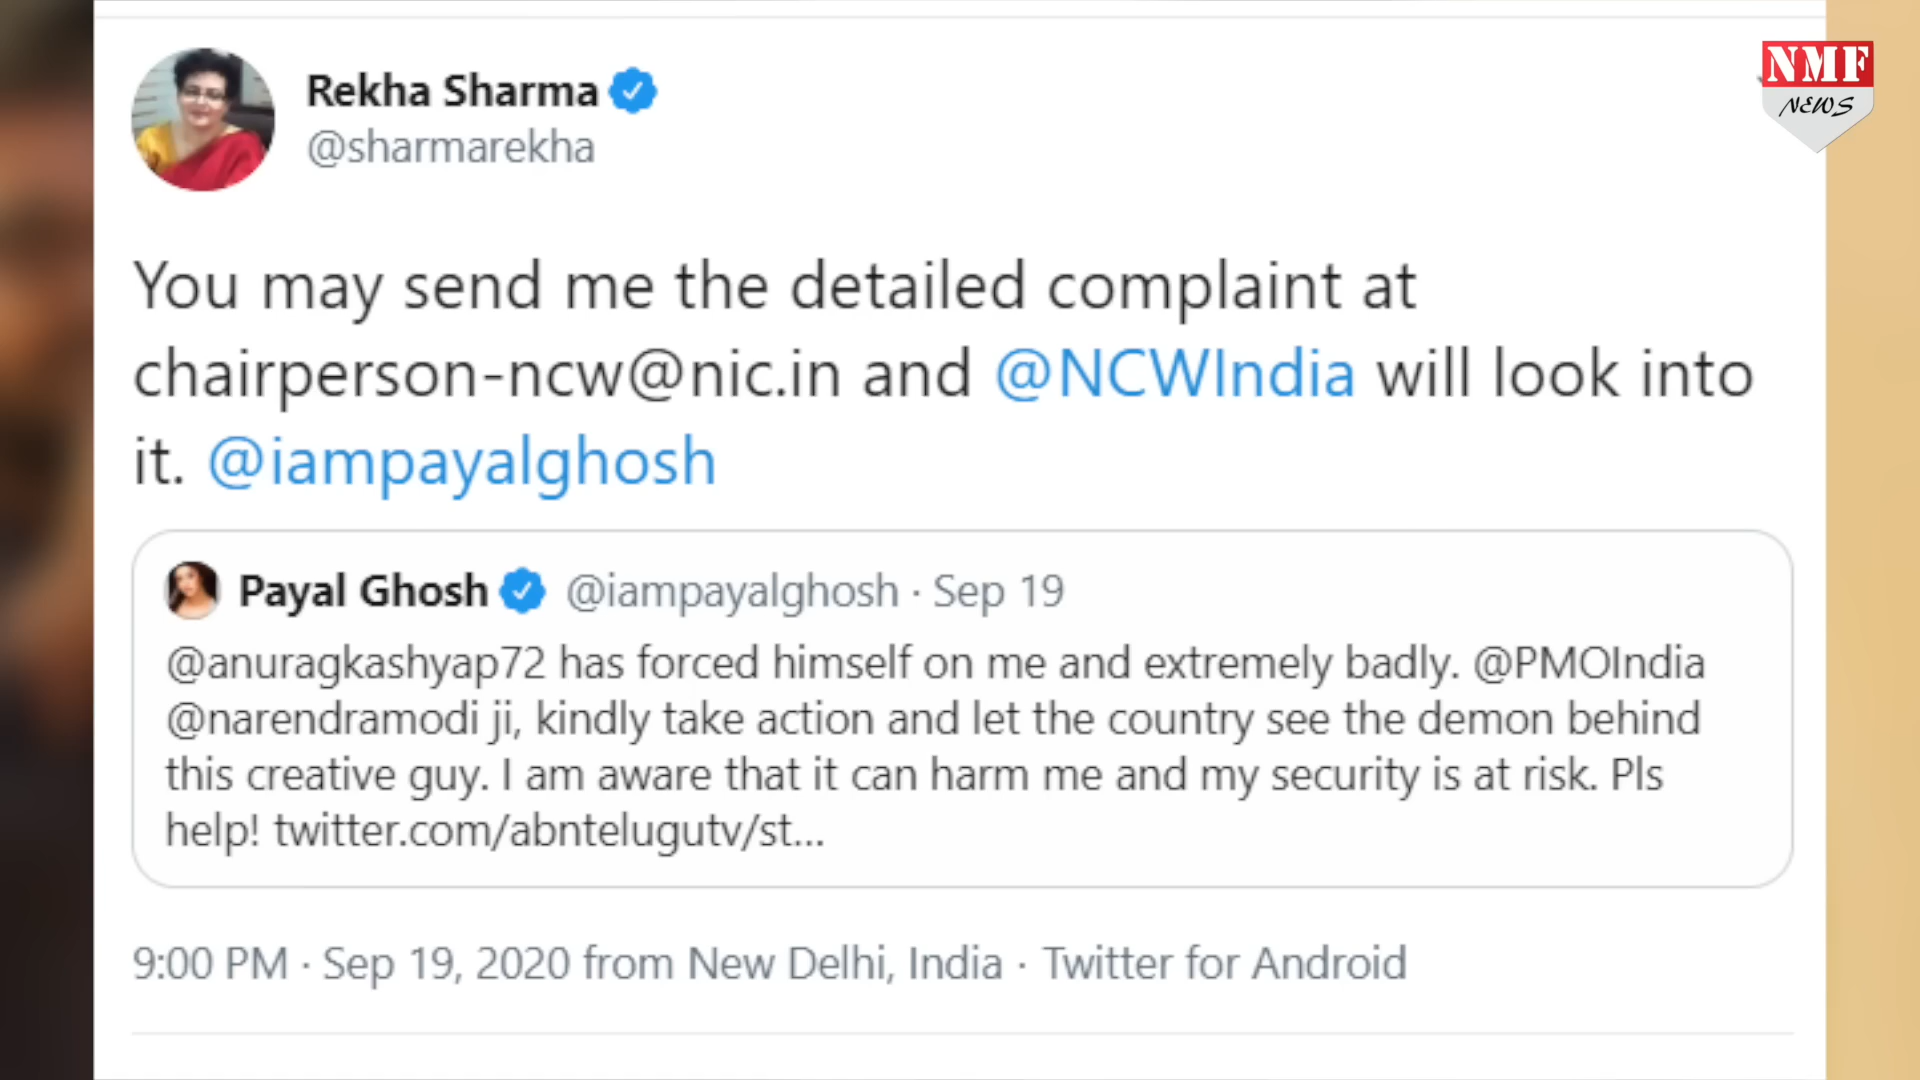 NMF
NEWS
Rekha Sharma
@sharmarekha
You may send me the detailed complaint at
chairperson-ncw@nic.in and @NCWIndia will look into
it. @iampayalghosh
Payal Ghosh @iampayalghosh · Sep 19
@anuragkashyap72 has forced himself on me and extremely badly. @PMOIndia
@narendramodi ji, kindly take action and let the country see the demon behind
this creative guy. I am aware that it can harm me and my security is at risk. Pls
help! twitter.com/abntelugutv/st...
9:00 PM · Sep 19, 2020 from New Delhi, India · Twitter for Android